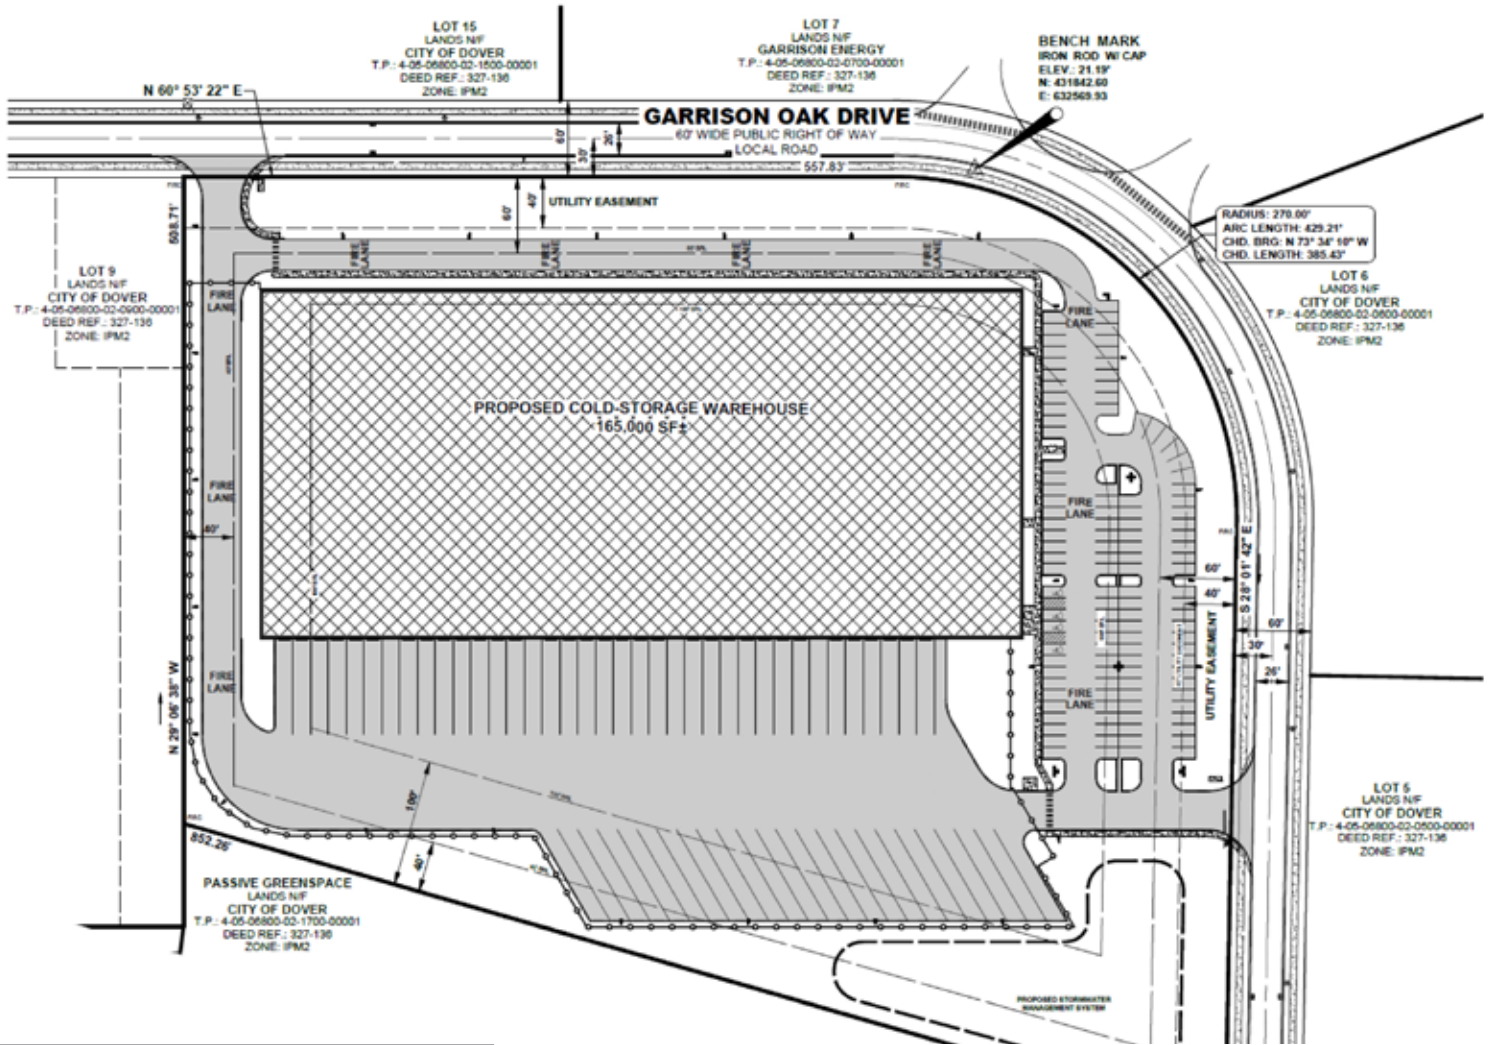 LOT 15
LANDS N/F
CITY OF DOVER
T.P.: 4-05-06800-02-1500-00001
DEED REF.: 327-136
ZONE: IPM2
LOT 7
LANDS N/F
GARRISON ENERGY
T.P.: 4-05-06800-02-0700-00001
DEED REF.: 327-136
ZONE: IPM2
BENCH MARK
IRON ROD W/ CAP
ELEV.: 21.19'
N: 431842.60
E: 632569.93
N 60° 53' 22" E
GARRISON OAK DRIVE
60' WIDE PUBLIC RIGHT OF WAY
LOCAL ROAD
60'
30'
26'
557.83'
508.71'
60'
40'
UTILITY EASEMENT
RADIUS: 270.00'
ARC LENGTH: 429.21'
CHD. BRG: N 73° 34' 10" W
CHD. LENGTH: 385.43'
FIRE
LANE
FIRE
LANE
FIRE
LANE
FIRE
LANE
LOT 9
LANDS N/F
CITY OF DOVER
T.P.: 4-05-06800-02-0900-00001
DEED REF.: 327-136
ZONE: IPM2
LOT 6
LANDS N/F
CITY OF DOVER
T.P.: 4-05-06800-02-0600-00001
DEED REF.: 327-136
ZONE: IPM2
FIRE
LANE
FIRE
LANE
PROPOSED COLD-STORAGE WAREHOUSE
165,000 SF±
FIRE
LANE
FIRE
LANE
40'
S 28° 01' 42" E
60'
40'
UTILITY EASEMENT
60'
30'
26'
N 29° 06' 38" W
FIRE
LANE
FIRE
LANE
100'
40'
852.26'
LOT 5
LANDS N/F
CITY OF DOVER
T.P.: 4-05-06800-02-0500-00001
DEED REF.: 327-136
ZONE: IPM2
PASSIVE GREENSPACE
LANDS N/F
CITY OF DOVER
T.P.: 4-05-06800-02-1700-00001
DEED REF.: 327-136
ZONE: IPM2
PROPOSED STORMWATER
MANAGEMENT SYSTEM